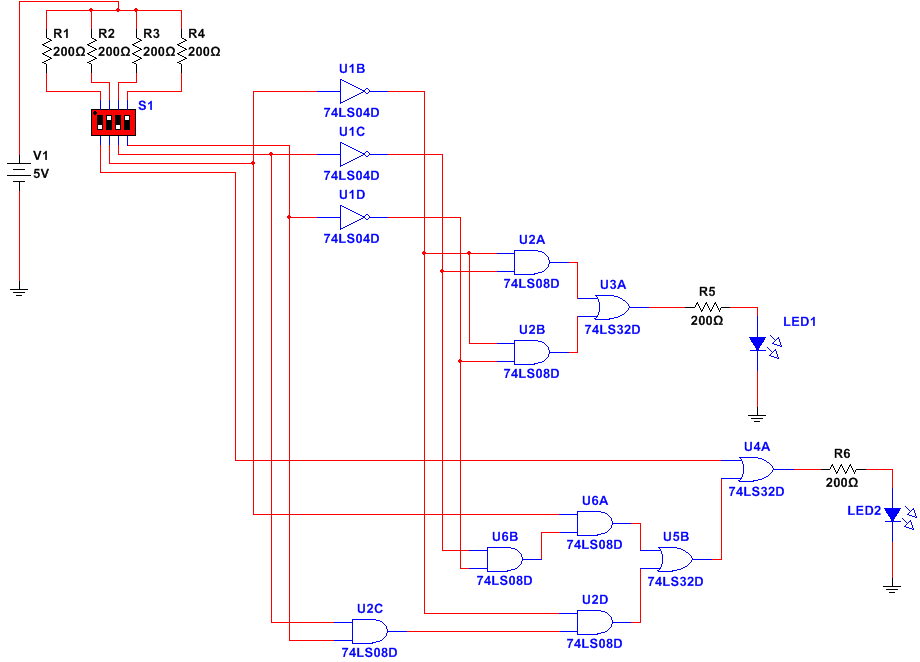 R1
200Ω
R2
200Ω
R3
200Ω
R4
200Ω
S1
V1
5V
U1B
74LS04D
U1C
74LS04D
U1D
74LS04D
U2A
74LS08D
U2B
74LS08D
U3A
74LS32D
R5
200Ω
LED1
U4A
74LS32D
R6
200Ω
LED2
U6A
74LS08D
U6B
74LS08D
U5B
74LS32D
U2D
74LS08D
U2C
74LS08D